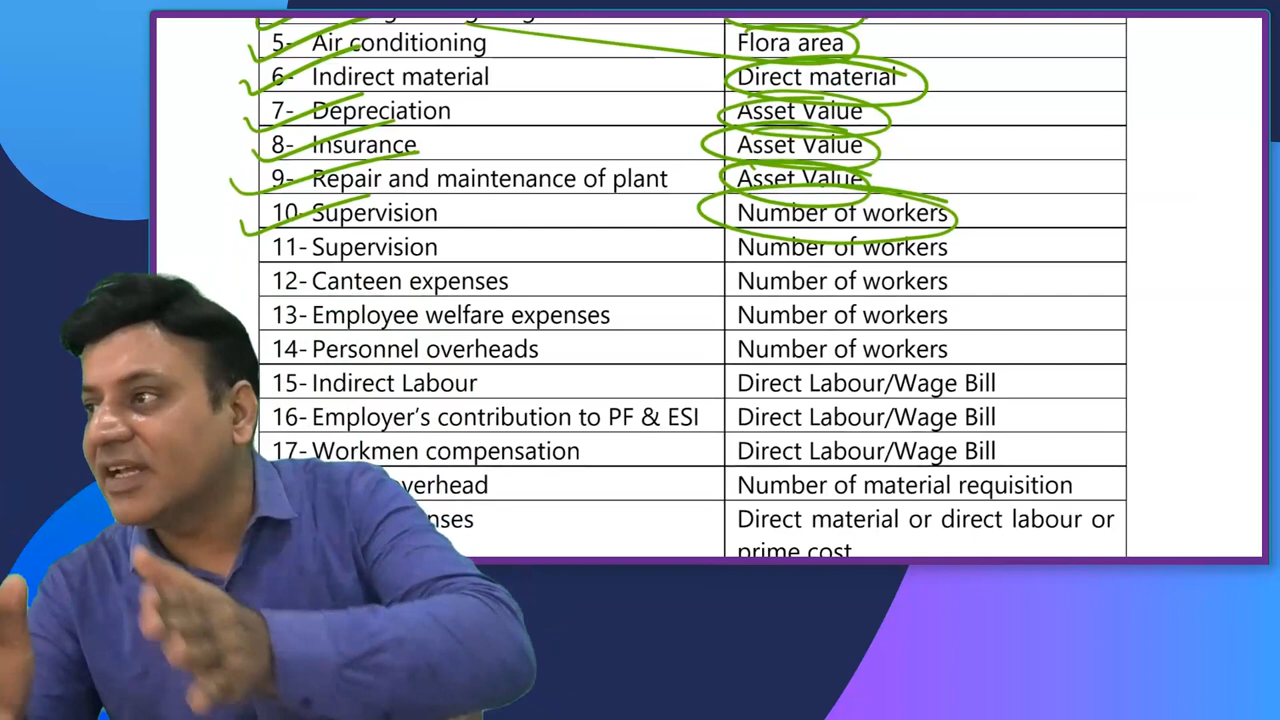 5- Air conditioning Flora area
6- Indirect material Direct material
7- Depreciation Asset Value
8- Insurance Asset Value
9- Repair and maintenance of plant Asset Value
10- Supervision Number of workers
11- Supervision Number of workers
12- Canteen expenses Number of workers
13- Employee welfare expenses Number of workers
14- Personnel overheads Number of workers
15- Indirect Labour Direct Labour/Wage Bill
16- Employer's contribution to PF & ESI Direct Labour/Wage Bill
17- Workmen compensation Direct Labour/Wage Bill
Number of material requisition
Direct material or direct labour or
prime cost